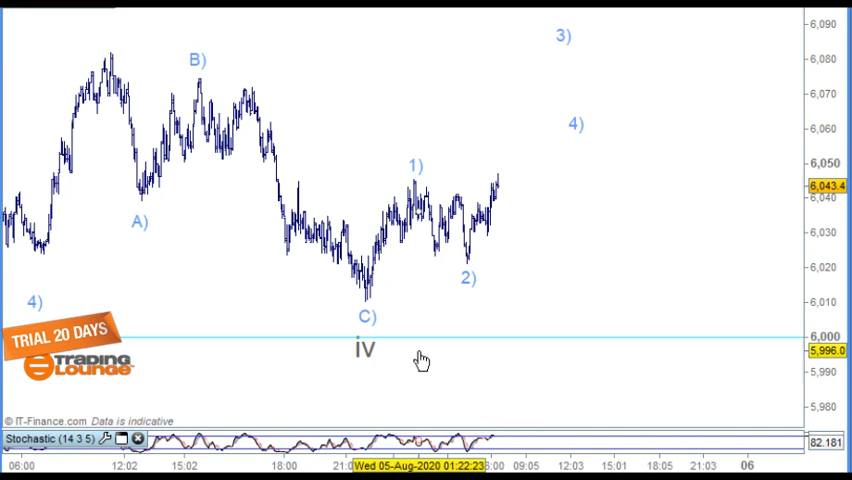 6,090
3)
6,080
B)
6,070
4)
6,060
1)
6,050
6,043.4
6,040
A)
6,030
2)
6,020
4)
6,010
C)
TRIAL 20 DAYS
6,000
iv
5,996.0
TRADING
LOUNGE
5,990
5,980
© IT-Finance.com Data is indicative
Stochastic (14 3 5)
82.181
06:00 12:02 15:02 18:00 21:0 Wed 05-Aug-2020 01:22:23 6:00 09:05 12:03 15:01 18:05 21:03 06